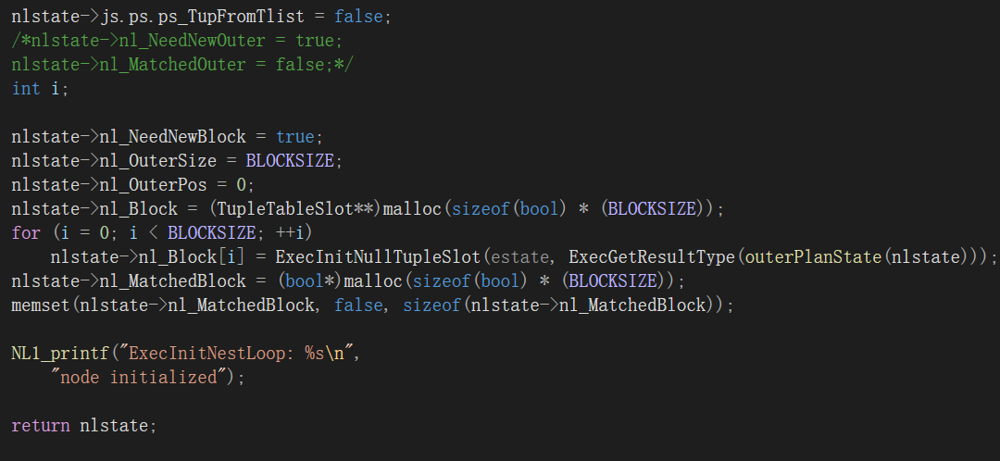 nlstate->js.ps.ps_TupFromTlist = false;
/*nlstate->nl_NeedNewOuter = true;
nlstate->nl_MatchedOuter = false;*/
int i;
nlstate->nl_NeedNewBlock = true;
nlstate->nl_OuterSize = BLOCKSIZE;
nlstate->nl_OuterPos = 0;
nlstate->nl_Block = (TupleTableSlot**)malloc(sizeof(bool) * (BLOCKSIZE));
for (i = 0; i < BLOCKSIZE; ++i)
    nlstate->nl_Block[i] = ExecInitNullTupleSlot(estate, ExecGetResultType(outerPlanState(nlstate)));
nlstate->nl_MatchedBlock = (bool*)malloc(sizeof(bool) * (BLOCKSIZE));
memset(nlstate->nl_MatchedBlock, false, sizeof(nlstate->nl_MatchedBlock));
NL1_printf("ExecInitNestLoop: %s\n",
    "node initialized");
return nlstate;